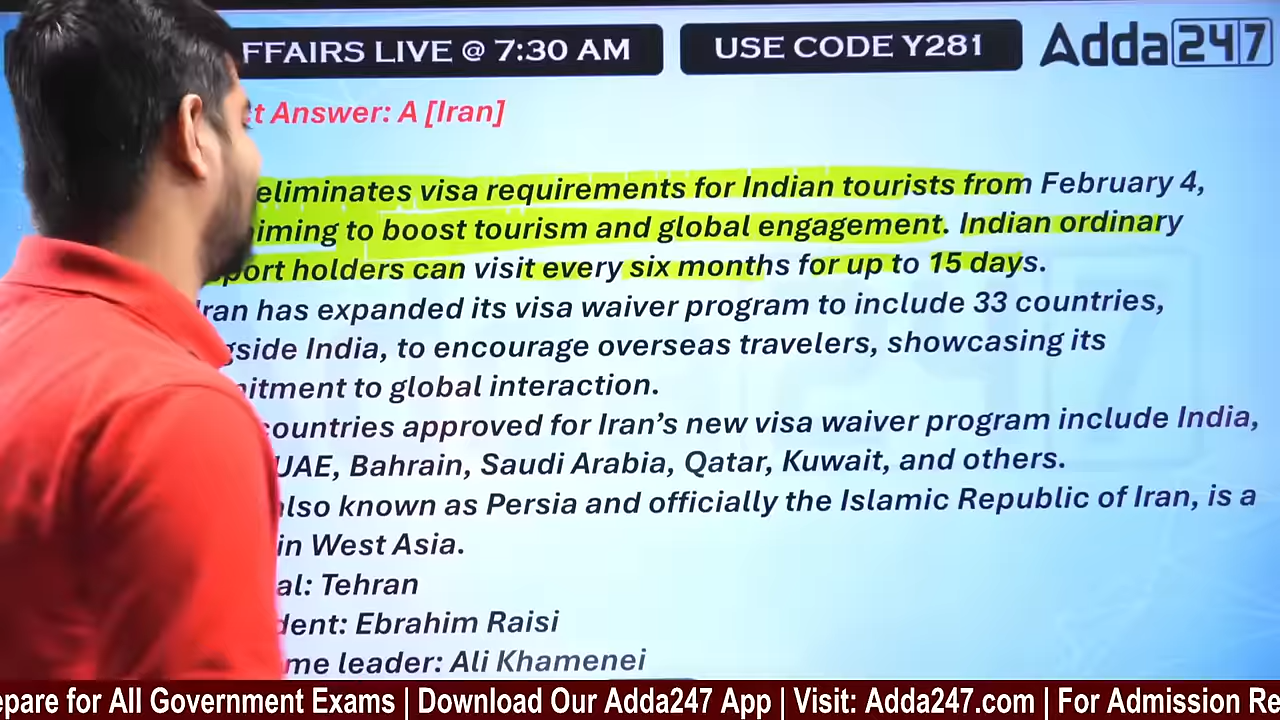 FFAIRS LIVE @ 7:30 AM
USE CODE Y281
Adda247
t Answer: A [Iran]
eliminates visa requirements for Indian tourists from February 4,
iming to boost tourism and global engagement. Indian ordinary
port holders can visit every six months for up to 15 days.
Iran has expanded its visa waiver program to include 33 countries,
gside India, to encourage overseas travelers, showcasing its
itment to global interaction.
countries approved for Iran's new visa waiver program include India,
UAE, Bahrain, Saudi Arabia, Qatar, Kuwait, and others.
also known as Persia and officially the Islamic Republic of Iran, is a
in West Asia.
al: Tehran
dent: Ebrahim Raisi
me leader: Ali Khamenei
epare for All Government Exams | Download Our Adda247 App | Visit: Adda247.com | For Admission Re